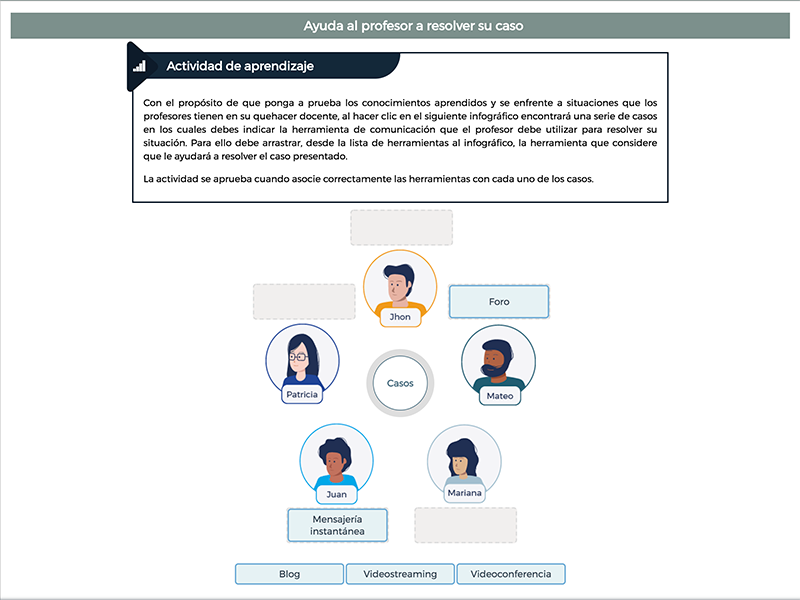 Ayuda al profesor a resolver su caso
Actividad de aprendizaje
Con el propósito de que ponga a prueba los conocimientos aprendidos y se enfrente a situaciones que los
profesores tienen en su quehacer docente, al hacer clic en el siguiente infográfico encontrará una serie de casos
en los cuales debes indicar la herramienta de comunicación que el profesor debe utilizar para resolver su
situación. Para ello debe arrastrar, desde la lista de herramientas al infográfico, la herramienta que considere
que le ayudará a resolver el caso presentado.
La actividad se aprueba cuando asocie correctamente las herramientas con cada uno de los casos.
Jhon
Foro
Patricia
Casos
Mateo
Juan
Mariana
Mensajería
instantánea
Blog
Videostreaming
Videoconferencia